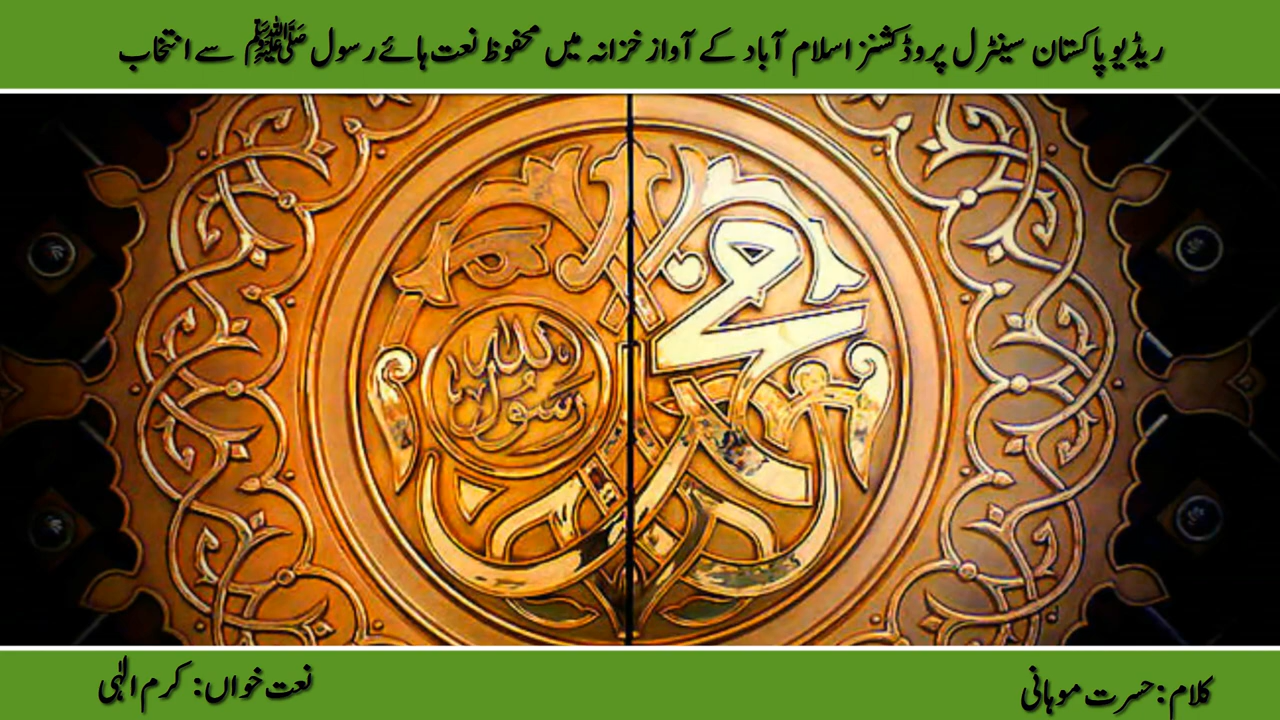 ریڈیو پاکستان سینٹرل پروڈکشنز اسلام آباد کے آواز خزانہ میں محفوظ نعت ہائے رسول ﷺ سے انتخاب
محمد
رسول الله
کلام: حسرت موہانی
نعت خواں: کرم الٰہی